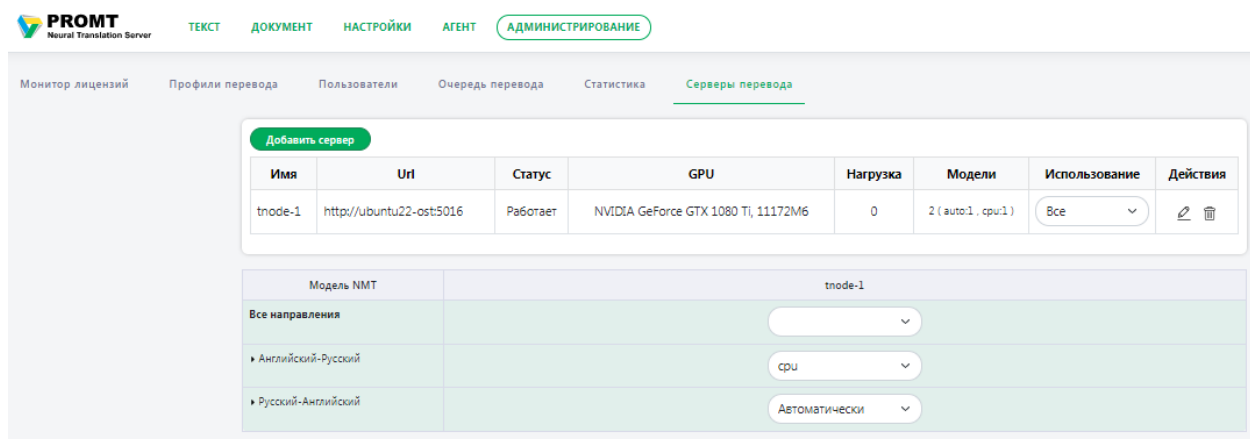 PROMT
Neural Translation Server
ТЕКСТ ДОКУМЕНТ НАСТРОЙКИ АГЕНТ АДМИНИСТРИРОВАНИЕ
Монитор лицензий Профили перевода Пользователи Очередь перевода Статистика Серверы перевода
Добавить сервер
Имя Url Статус GPU Нагрузка Модели Использование Действия
tnode-1 http://ubuntu22-ost:5016 Работает NVIDIA GeForce GTX 1080 Ti, 11172Мб 0 2 ( auto:1 , cpu:1 ) Все
Модель NMT tnode-1
Все направления
Английский-Русский cpu
Русский-Английский Автоматически